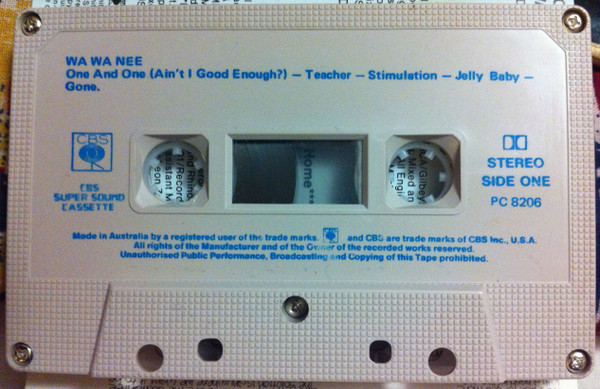 WA WA NEE
One And One (Ain't I Good Enough?) — Teacher — Stimulation — Jelly Baby —
Gone.
CBS
CBS
SUPER SOUND
CASSETTE
Home
STEREO
SIDE ONE
PC 8206
Made in Australia by a registered user of the trade marks. and CBS are trade marks of CBS Inc., U.S.A.
All rights of the Manufacturer and of the Owner of the recorded works reserved.
Unauthorised Public Performance, Broadcasting and Copying of this Tape prohibited.